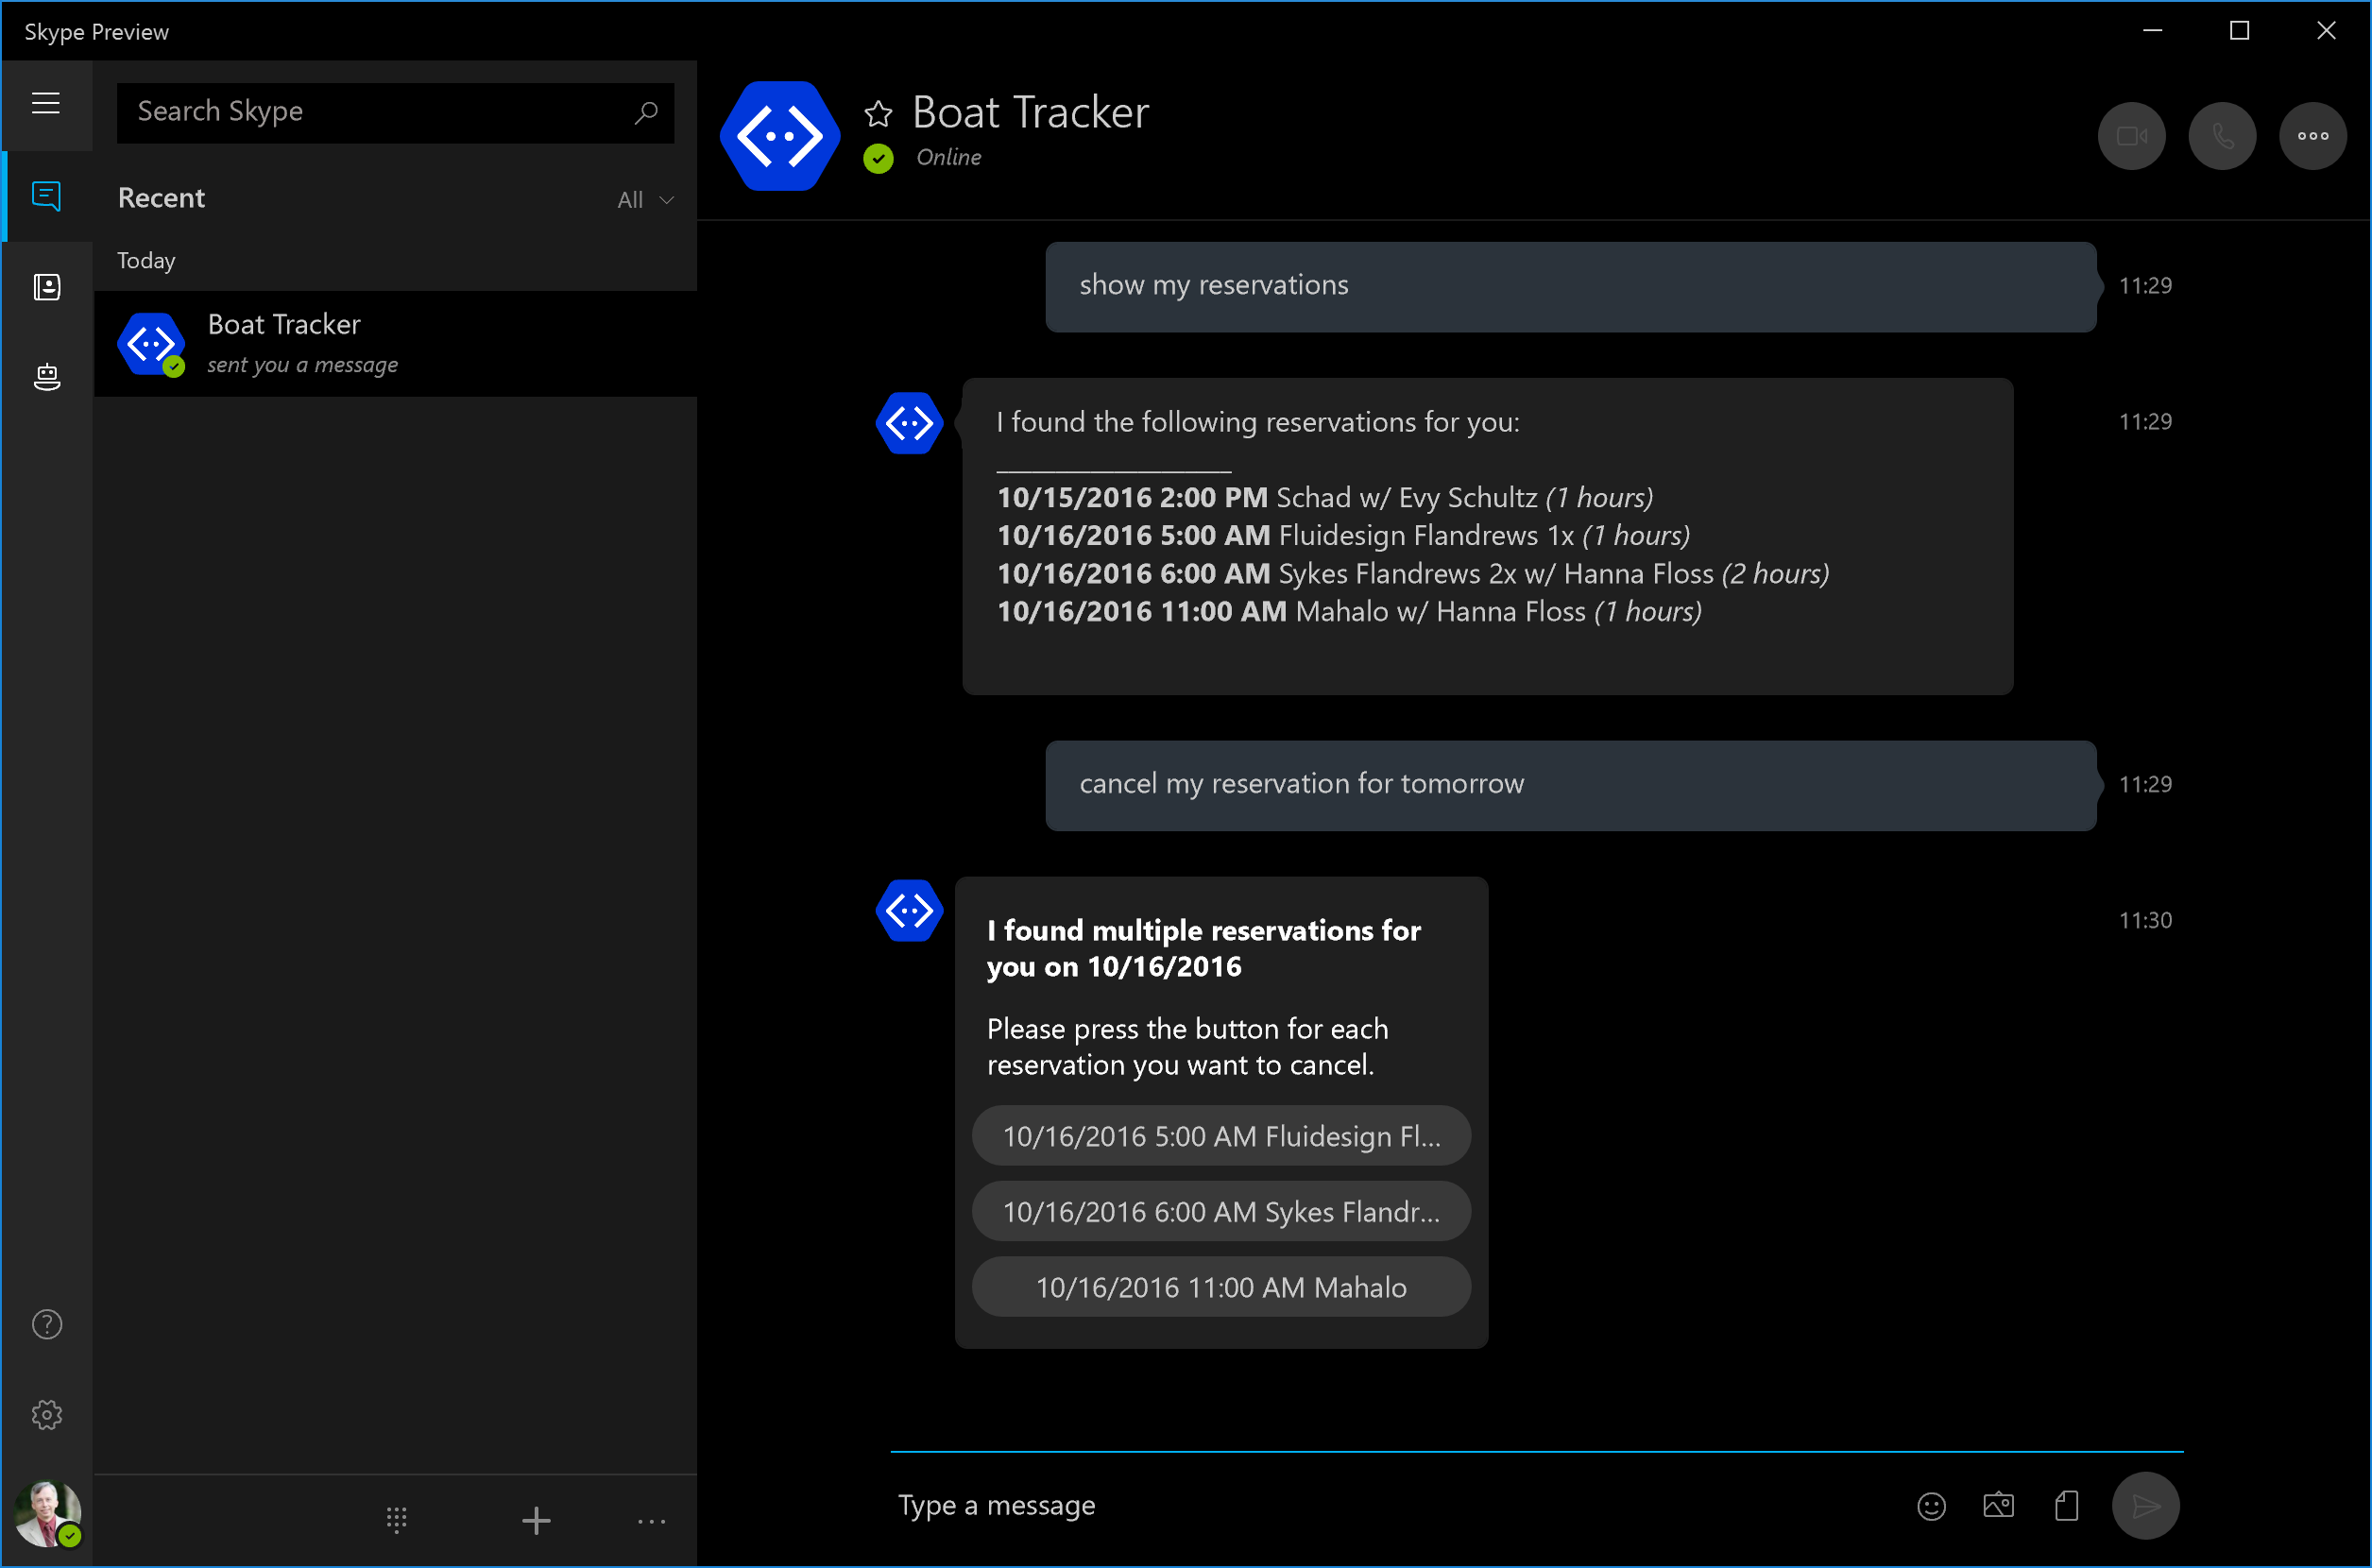 Skype Preview
Search Skype
Recent
All
Today
Boat Tracker
sent you a message
Boat Tracker
Online
show my reservations
11:29
I found the following reservations for you:
11:29
____________________
10/15/2016 2:00 PM Schad w/ Evy Schultz (1 hours)
10/16/2016 5:00 AM Fluidesign Flandrews 1x (1 hours)
10/16/2016 6:00 AM Sykes Flandrews 2x w/ Hanna Floss (2 hours)
10/16/2016 11:00 AM Mahalo w/ Hanna Floss (1 hours)
cancel my reservation for tomorrow
11:29
I found multiple reservations for
you on 10/16/2016
11:30
Please press the button for each
reservation you want to cancel.
10/16/2016 5:00 AM Fluidesign Fl...
10/16/2016 6:00 AM Sykes Flandr...
10/16/2016 11:00 AM Mahalo
Type a message